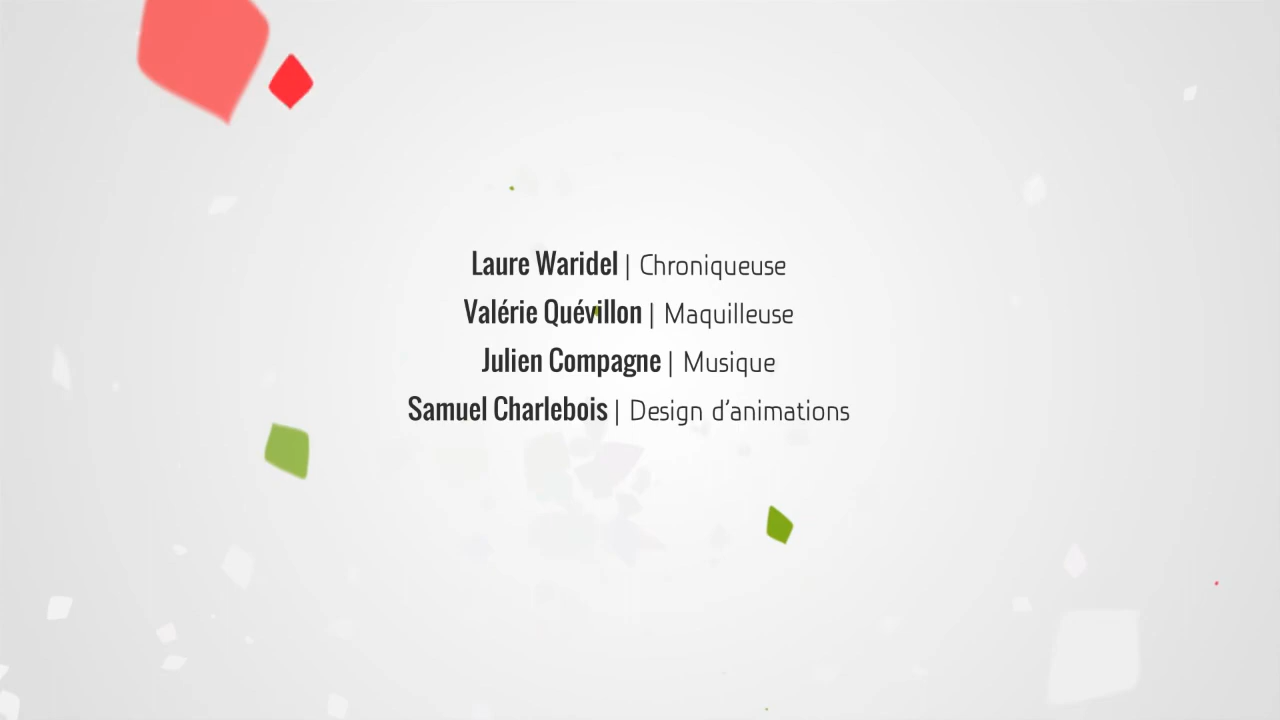 Laure Waridel | Chroniqueuse
Valérie Quévillon | Maquilleuse
Julien Compagne | Musique
Samuel Charlebois | Design d'animations